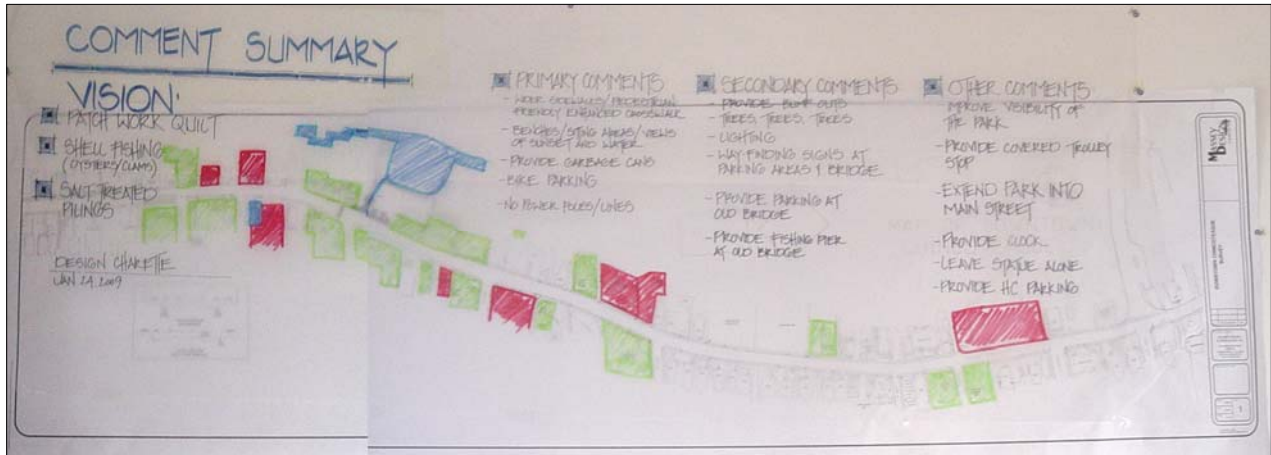 COMMENT SUMMARY
VISION:
PATCH WORK QUILT
SHELL FISHING
(OYSTERS/CLAMS)
SALT TREATED
PILINGS
DESIGN CHARETTE
JAN 24 2009
PRIMARY COMMENTS
- WIDER SIDEWALKS/PEDESTRIAN
FRIENDLY ENHANCED CROSSWALK
- BENCHES/SITING AREAS/VIEWS
OF SUNSET AND WATER
- PROVIDE GARBAGE CANS
- BIKE PARKING
- NO POWER POLES/LINES
SECONDARY COMMENTS
- PROVIDE BUMP OUTS
- TREES, TREES, TREES
- LIGHTING
- WAY FINDING SIGNS AT
PARKING AREAS & BRIDGE
- PROVIDE PARKING AT
OLD BRIDGE
- PROVIDE FISHING PIER
AT OLD BRIDGE
OTHER COMMENTS
IMPROVE VISIBILITY OF
THE PARK
- PROVIDE COVERED TROLLEY
STOP
- EXTEND PARK INTO
MAIN STREET
- PROVIDE CLOCK
- LEAVE STATUE ALONE
- PROVIDE HC PARKING